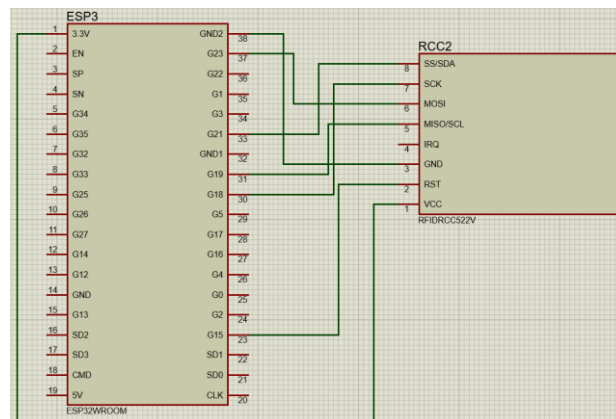 ESP3
1 3.3V GND2 38
2 EN G23 37
3 SP G22 36
4 SN G1 35
5 G34 G3 34
6 G35 G21 33
7 G32 GND1 32
8 G33 G19 31
9 G25 G18 30
10 G26 G5 29
11 G27 G17 28
12 G14 G16 27
13 G12 G4 26
14 GND G0 25
15 G13 G2 24
16 SD2 G15 23
17 SD3 SD1 22
18 CMD SD0 21
19 5V CLK 20
ESP32WROOM
RCC2
8 SS/SDA
7 SCK
6 MOSI
5 MISO/SCL
4 IRQ
3 GND
2 RST
1 VCC
RFIDRCC522V